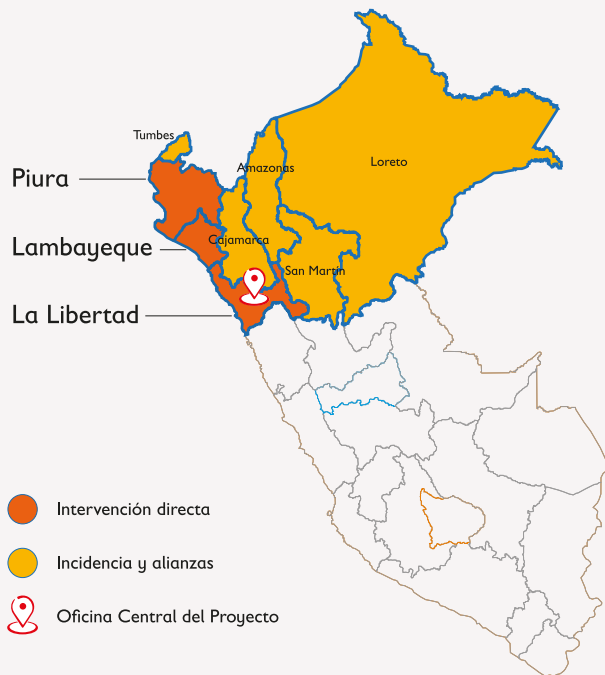 Tumbes
Amazonas
Loreto
Piura
Cajamarca
Lambayeque
San Martín
La Libertad
Intervención directa
Incidencia y alianzas
Oficina Central del Proyecto